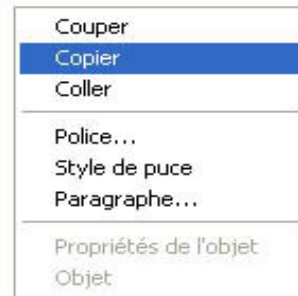 Couper
Copier
Coller
Police...
Style de puce
Paragraphe...
Propriétés de l'objet
Objet